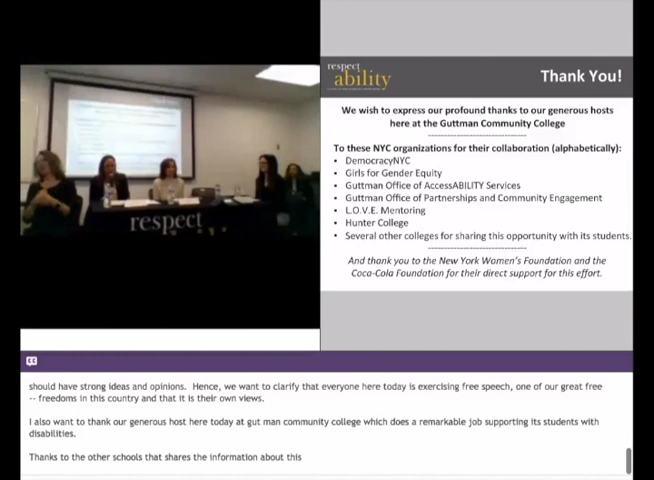 respect
respect
ability
Thank You!
We wish to express our profound thanks to our generous hosts
here at the Guttman Community College
To these NYC organizations for their collaboration (alphabetically):
• DemocracyNYC
• Girls for Gender Equity
• Guttman Office of AccessABILITY Services
• Guttman Office of Partnerships and Community Engagement
• L.O.V.E. Mentoring
• Hunter College
• Several other colleges for sharing this opportunity with its students.
And thank you to the New York Women's Foundation and the
Coca-Cola Foundation for their direct support for this effort.
should have strong ideas and opinions. Hence, we want to clarify that everyone here today is exercising free speech, one of our great free
-- freedoms in this country and that it is their own views.
I also want to thank our generous host here today at gut man community college which does a remarkable job supporting its students with
disabilities.
Thanks to the other schools that shares the information about this